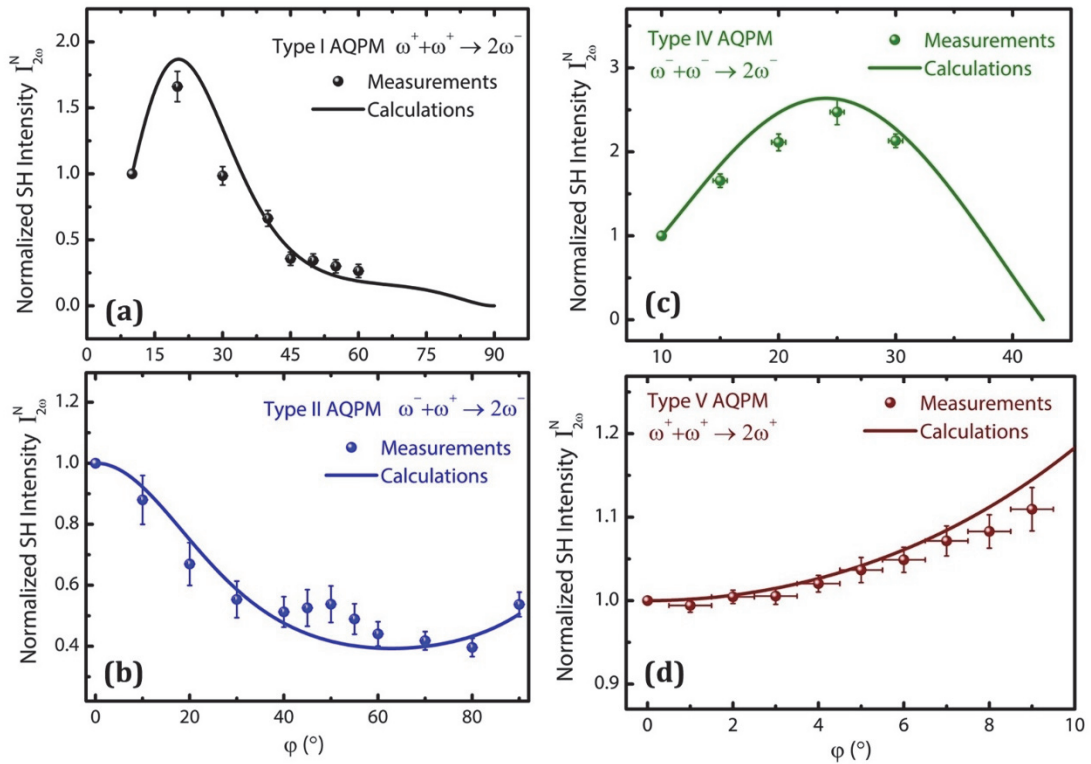 Normalized SH Intensity I^N_2ω
2.0
1.5
1.0
0.5
0.0
Type I AQPM ω⁺+ω⁺ → 2ω⁻
Measurements
Calculations
(a)
0 15 30 45 60 75 90
Normalized SH Intensity I^N_2ω
1.2
1.0
0.8
0.6
0.4
Type II AQPM ω⁻+ω⁺ → 2ω⁻
Measurements
Calculations
(b)
0 20 40 60 80
φ (°)
Normalized SH Intensity I^N_2ω
3
2
1
0
Type IV AQPM
ω⁻+ω⁻ → 2ω⁻
Measurements
Calculations
(c)
10 20 30 40
Normalized SH Intensity I^N_2ω
1.2
1.1
1.0
0.9
Type V AQPM
ω⁺+ω⁺ → 2ω⁺
Measurements
Calculations
(d)
0 2 4 6 8 10
φ (°)